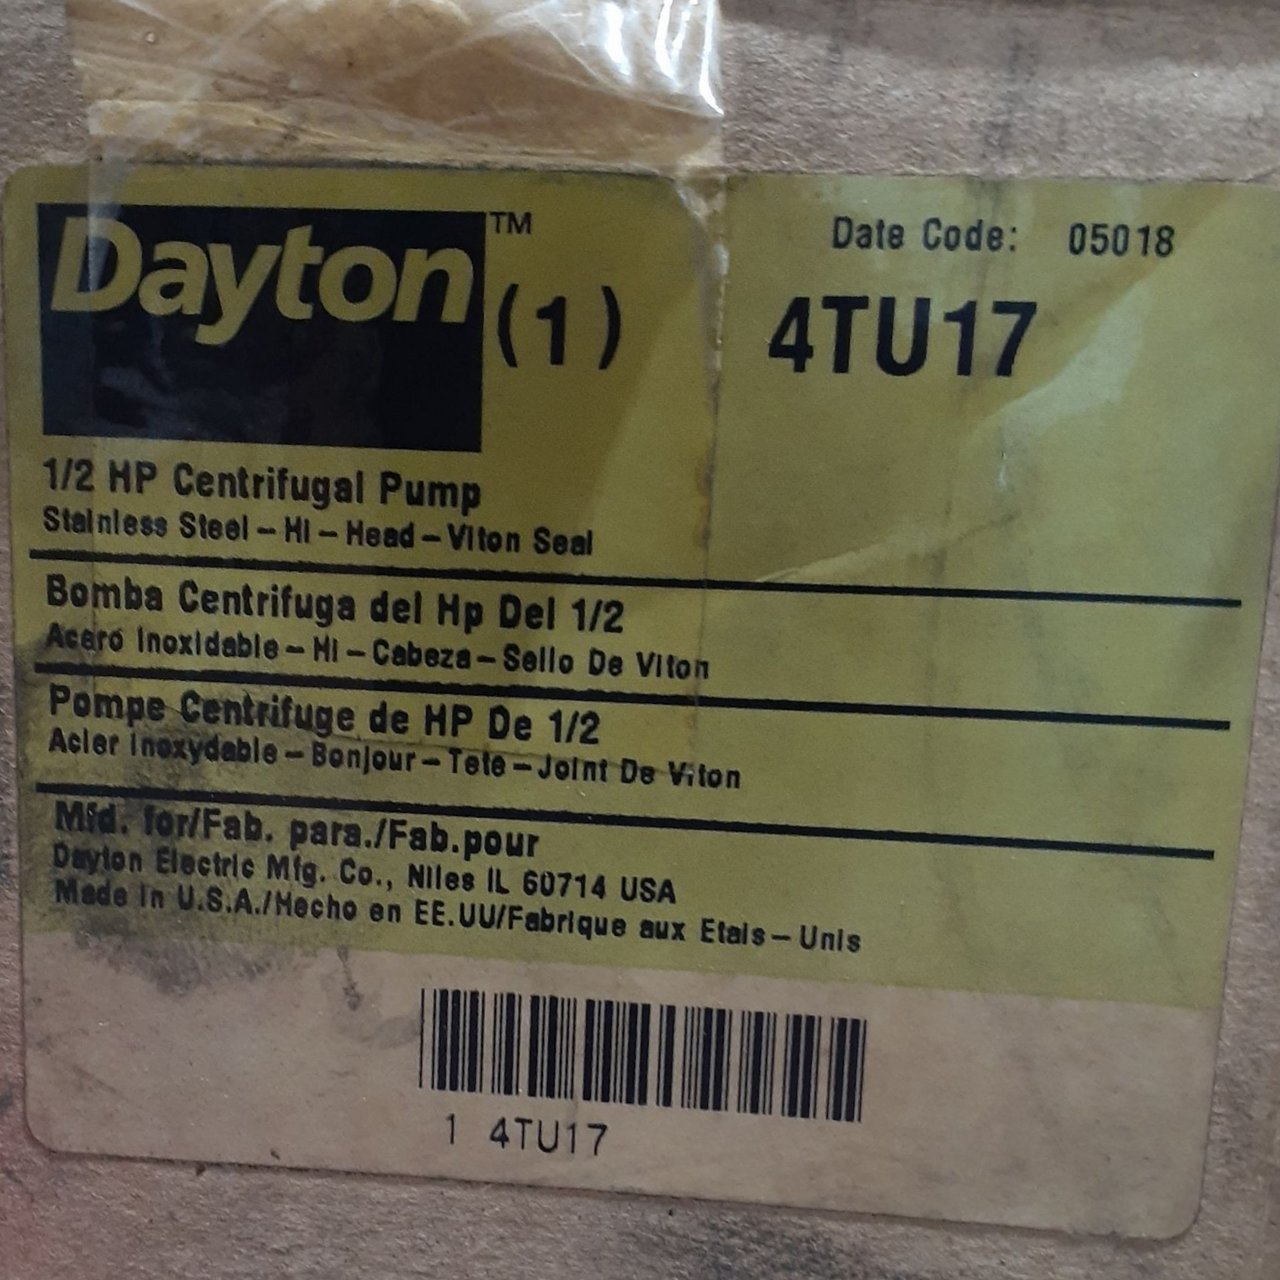 Dayton™ (1)
Date Code: 05018
4TU17
1/2 HP Centrifugal Pump
Stainless Steel – Hi – Head – Viton Seal
Bomba Centrifuga del Hp Del 1/2
Acero Inoxidable – Hi – Cabeza – Sello De Viton
Pompe Centrifuge de HP De 1/2
Acier Inoxydable – Bonjour – Tete – Joint De Viton
Mfd. for/Fab. para./Fab.pour
Dayton Electric Mfg. Co., Niles IL 60714 USA
Made in U.S.A./Hecho en EE.UU/Fabrique aux Etais – Unis
1 4TU17